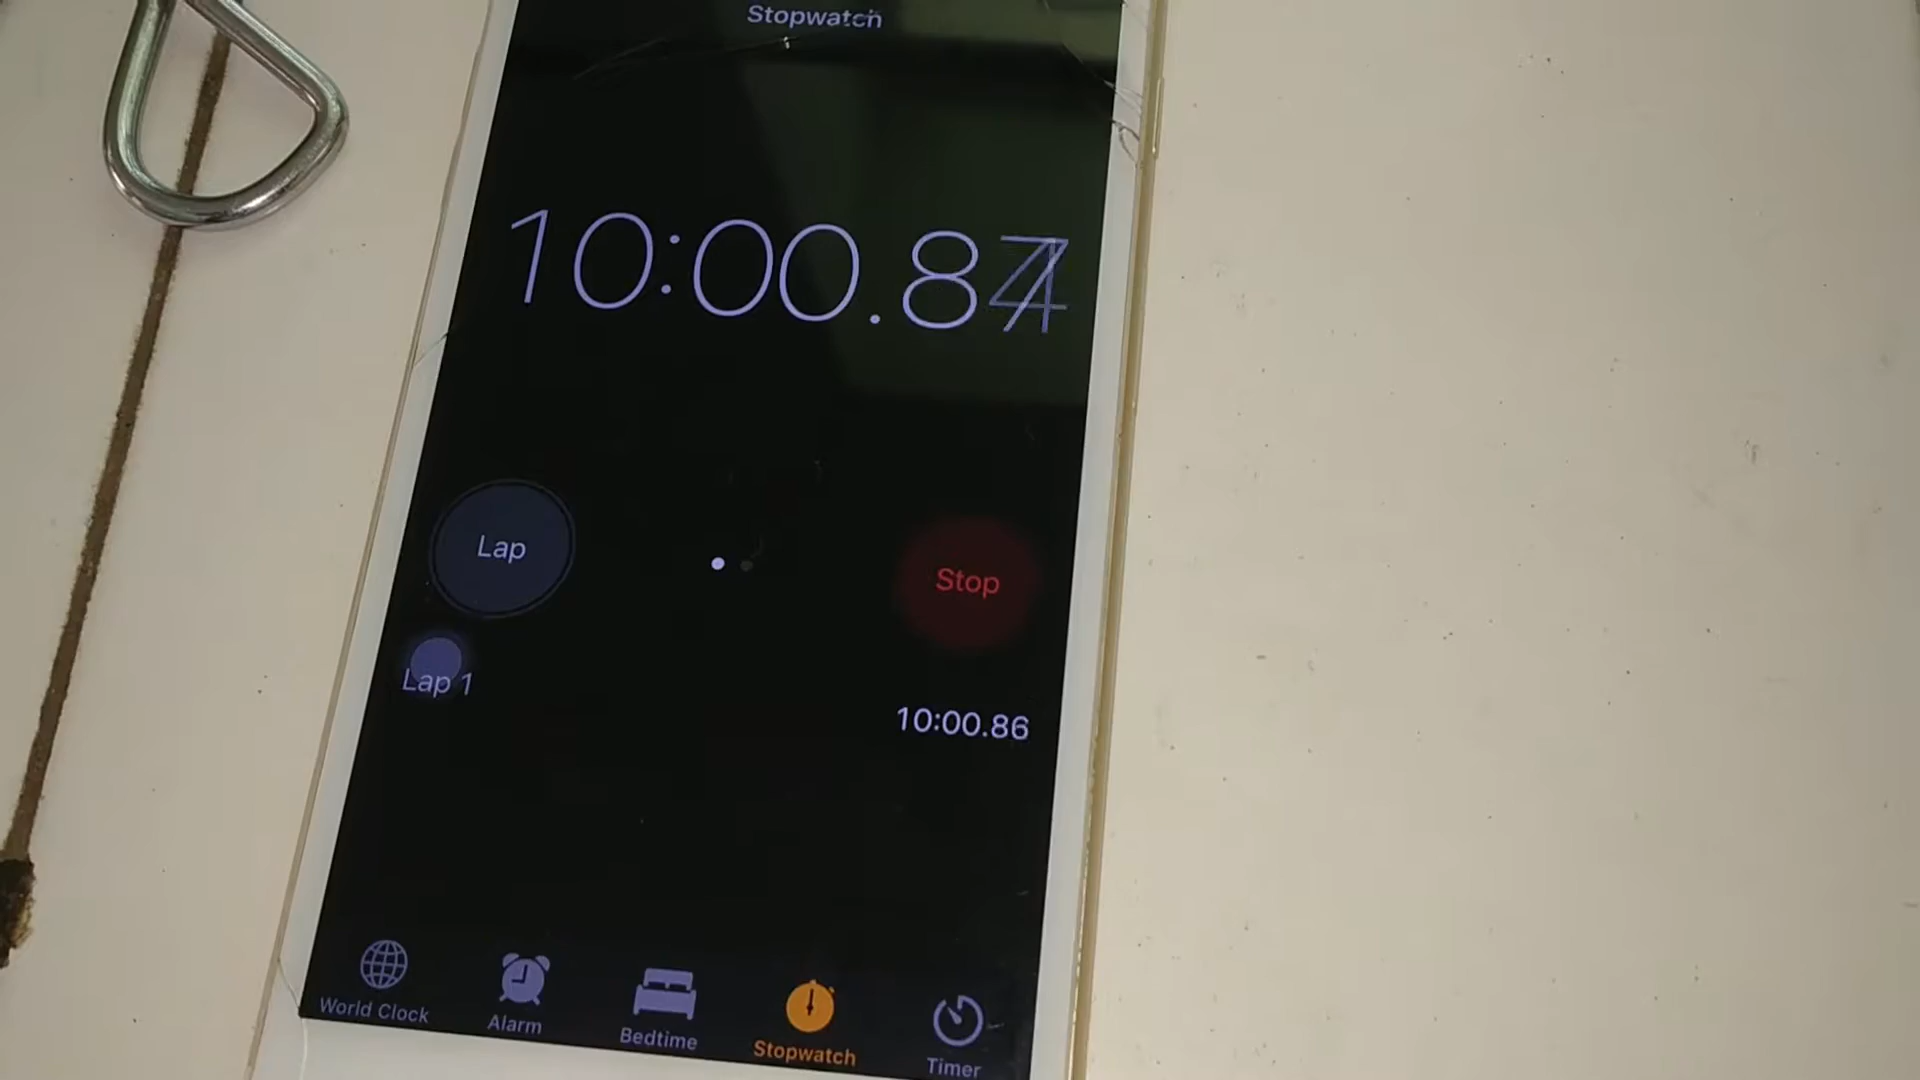 Stopwatch
10:00.8
Lap
Stop
Lap 1
10:00.86
World Clock
Alarm
Bedtime
Stopwatch
Timer